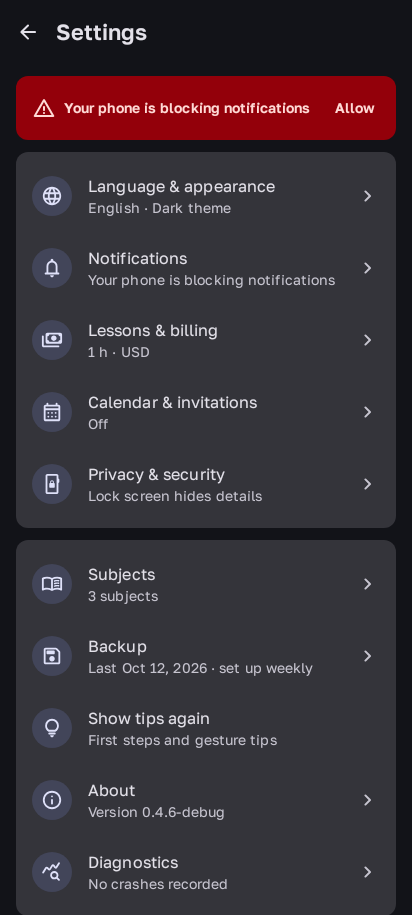 Settings
Your phone is blocking notifications Allow
Language & appearance
English · Dark theme
Notifications
Your phone is blocking notifications
Lessons & billing
1 h · USD
Calendar & invitations
Off
Privacy & security
Lock screen hides details
Subjects
3 subjects
Backup
Last Oct 12, 2026 · set up weekly
Show tips again
First steps and gesture tips
About
Version 0.4.6-debug
Diagnostics
No crashes recorded